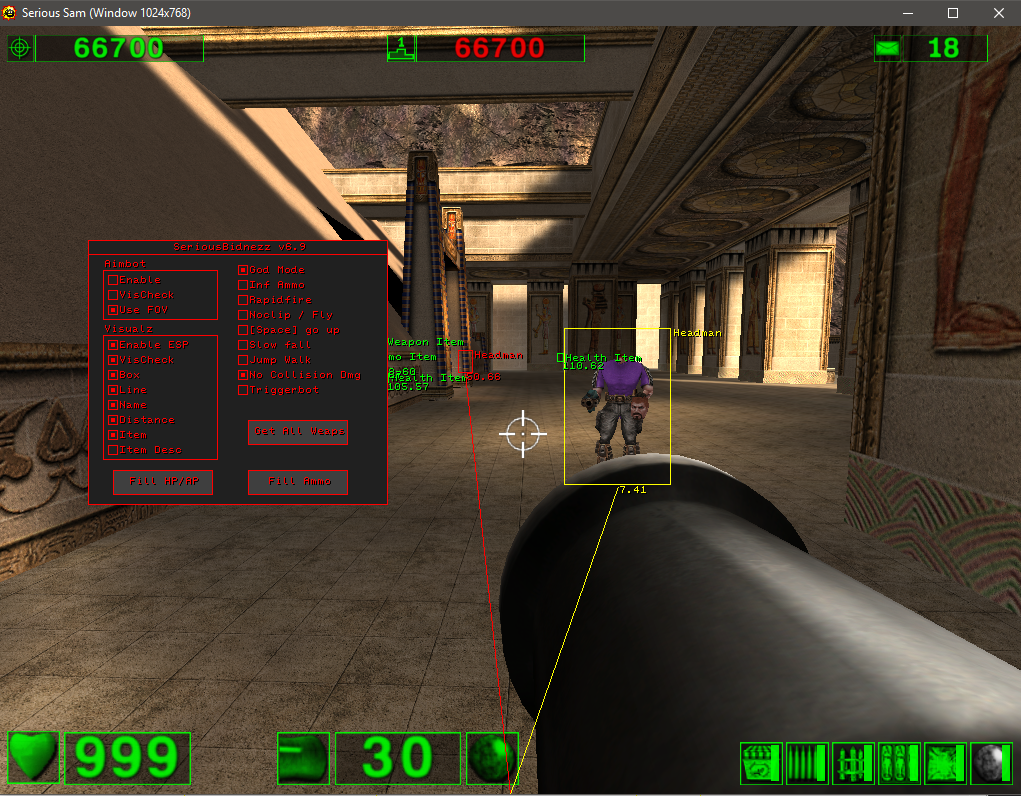 Serious Sam (Window 1024x768)
66700
1
66700
18
SeriousBidnezz v6.9
Aimbot
Enable
VisCheck
Use FOV
Visualz
Enable ESP
VisCheck
Box
Line
Name
Distance
Item
Item Desc
God Mode
Inf Ammo
Rapidfire
Noclip / Fly
[Space] go up
Slow fall
Jump Walk
No Collision Dmg
Triggerbot
Get All Weaps
Fill HP/AP
Fill Ammo
Weapon Item
mo Item
Headman
Health Item
105.57
Headman
Health Item
110.62
7.41
999
30